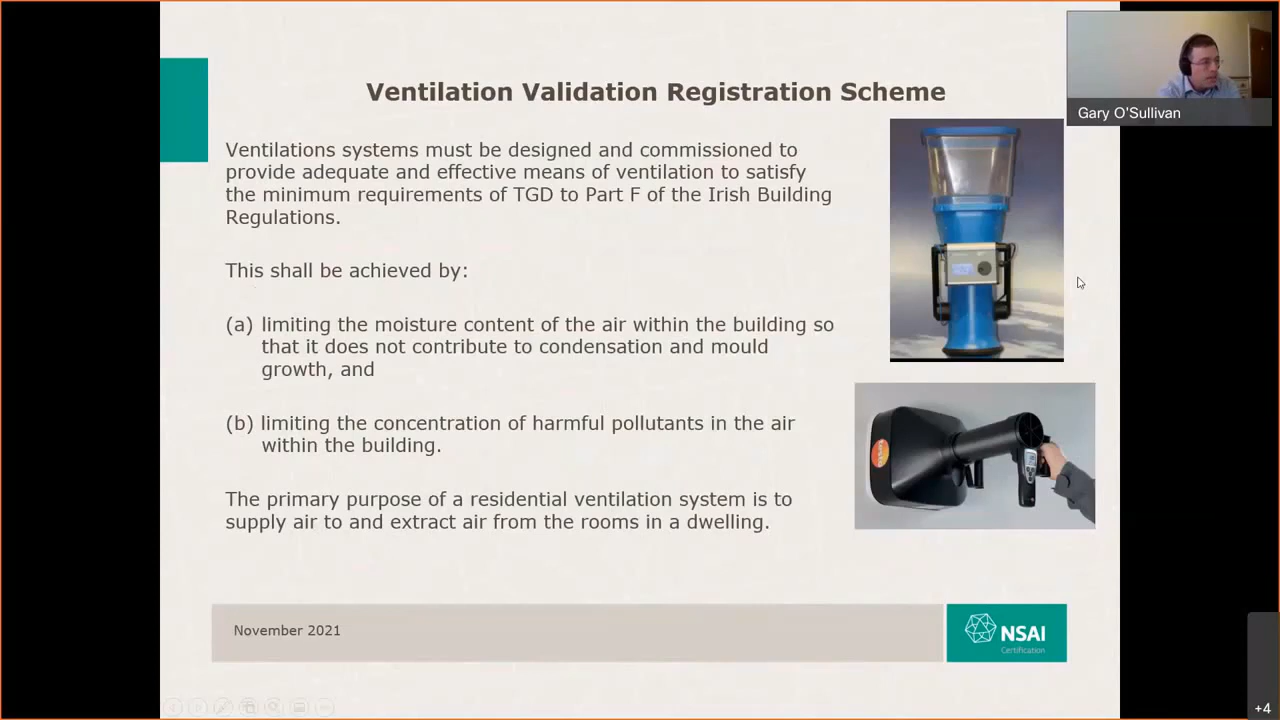 Ventilation Validation Registration Scheme
Gary O'Sullivan
Ventilations systems must be designed and commissioned to
provide adequate and effective means of ventilation to satisfy
the minimum requirements of TGD to Part F of the Irish Building
Regulations.
This shall be achieved by:
(a) limiting the moisture content of the air within the building so
that it does not contribute to condensation and mould
growth, and
(b) limiting the concentration of harmful pollutants in the air
within the building.
The primary purpose of a residential ventilation system is to
supply air to and extract air from the rooms in a dwelling.
November 2021
NSAI
Certification
+4